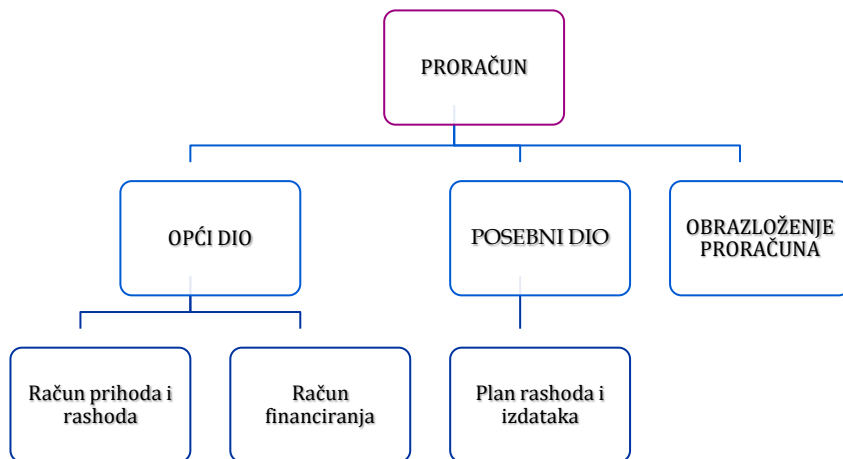 PRORAČUN
OPĆI DIO
POSEBNI DIO
OBRAZLOŽENJE
PRORAČUNA
Račun prihoda i
rashoda
Račun
financiranja
Plan rashoda i
izdataka